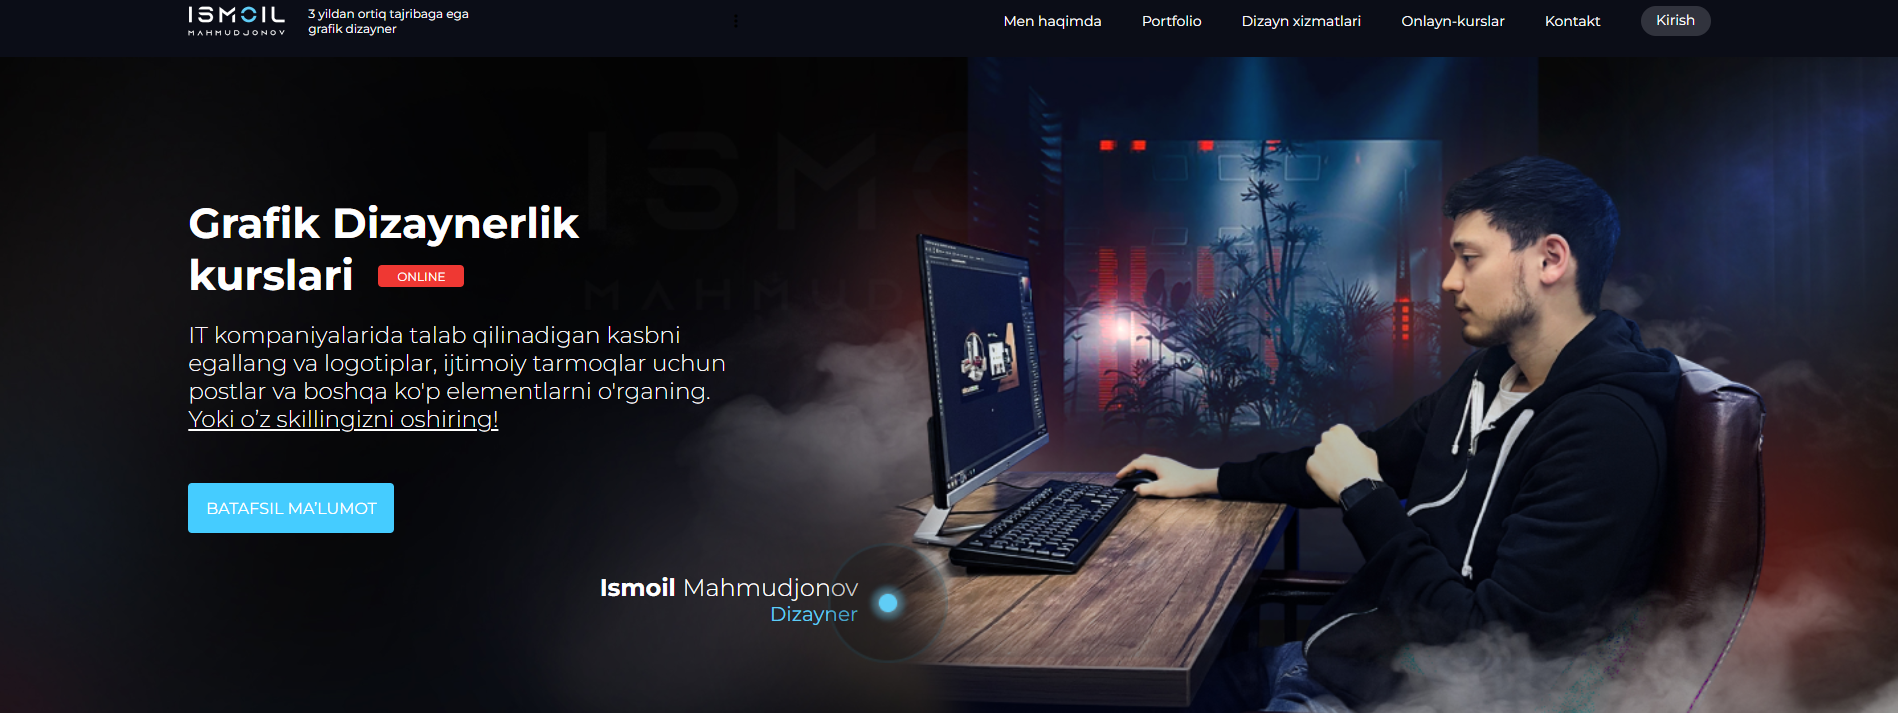 ISMOIL
MAHMUDJONOV
3 yildan ortiq tajribaga ega
grafik dizayner
Men haqimda
Portfolio
Dizayn xizmatlari
Onlayn-kurslar
Kontakt
Kirish
ISMO
MAHMUD
Grafik Dizaynerlik
kurslari ONLINE
IT kompaniyalarida talab qilinadigan kasbni
egallang va logotiplar, ijtimoiy tarmoqlar uchun
postlar va boshqa ko'p elementlarni o'rganing.
Yoki o’z skillingizni oshiring!
BATAFSIL MA’LUMOT
Ismoil Mahmudjonov
Dizayner